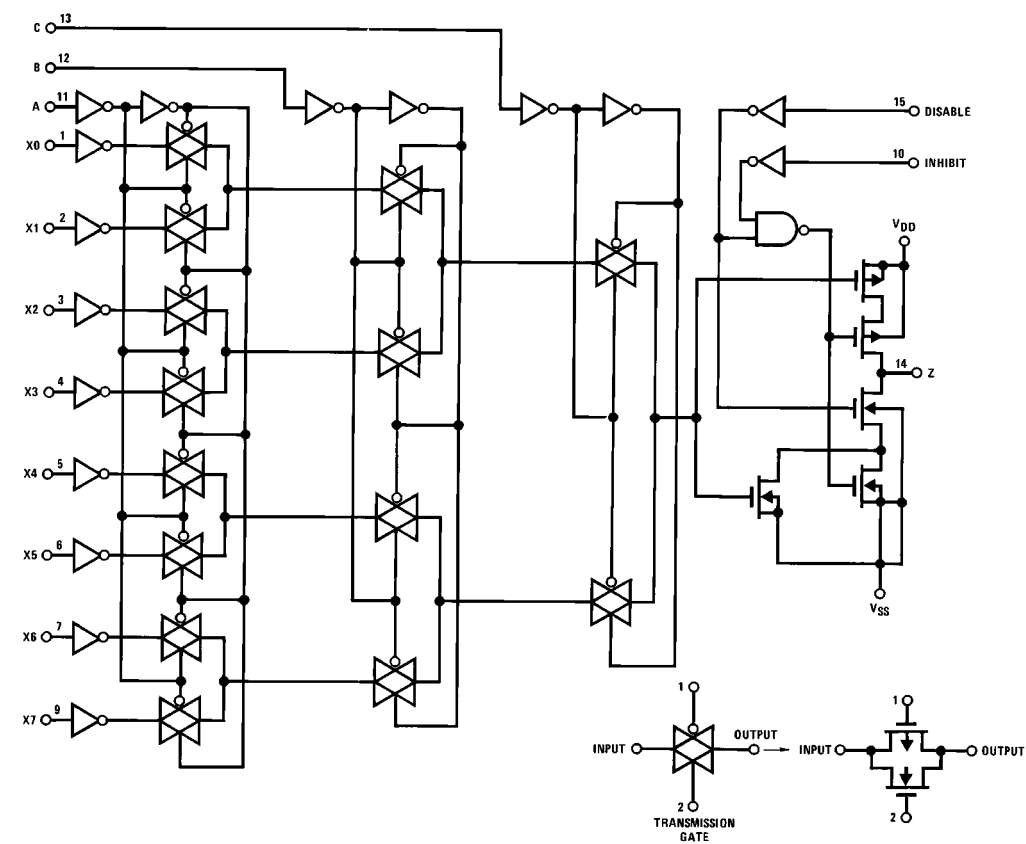 C 13
B 12
A 11
15 DISABLE
X0 1
10 INHIBIT
X1 2
VDD
X2 3
14 Z
X3 4
X4 5
X5 6
VSS
X6 7
X7 9
1
1
INPUT OUTPUT INPUT OUTPUT
2
2
TRANSMISSION
GATE